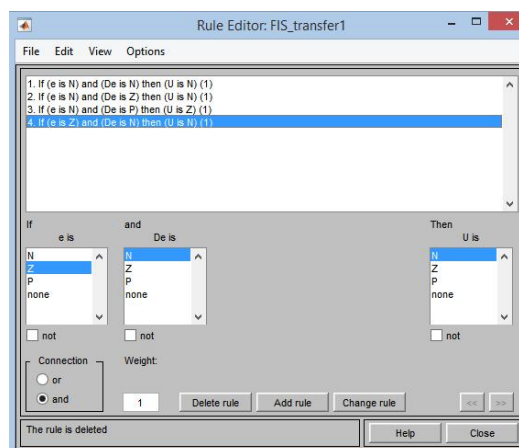 Rule Editor: FIS_transfer1
File Edit View Options
1. If (e is N) and (De is N) then (U is N) (1)
2. If (e is N) and (De is Z) then (U is N) (1)
3. If (e is N) and (De is P) then (U is Z) (1)
4. If (e is Z) and (De is N) then (U is N) (1)
If and Then
e is De is U is
N N N
Z Z Z
P P P
none none none
not not not
Connection Weight:
or
and 1 Delete rule Add rule Change rule << >>
The rule is deleted Help Close